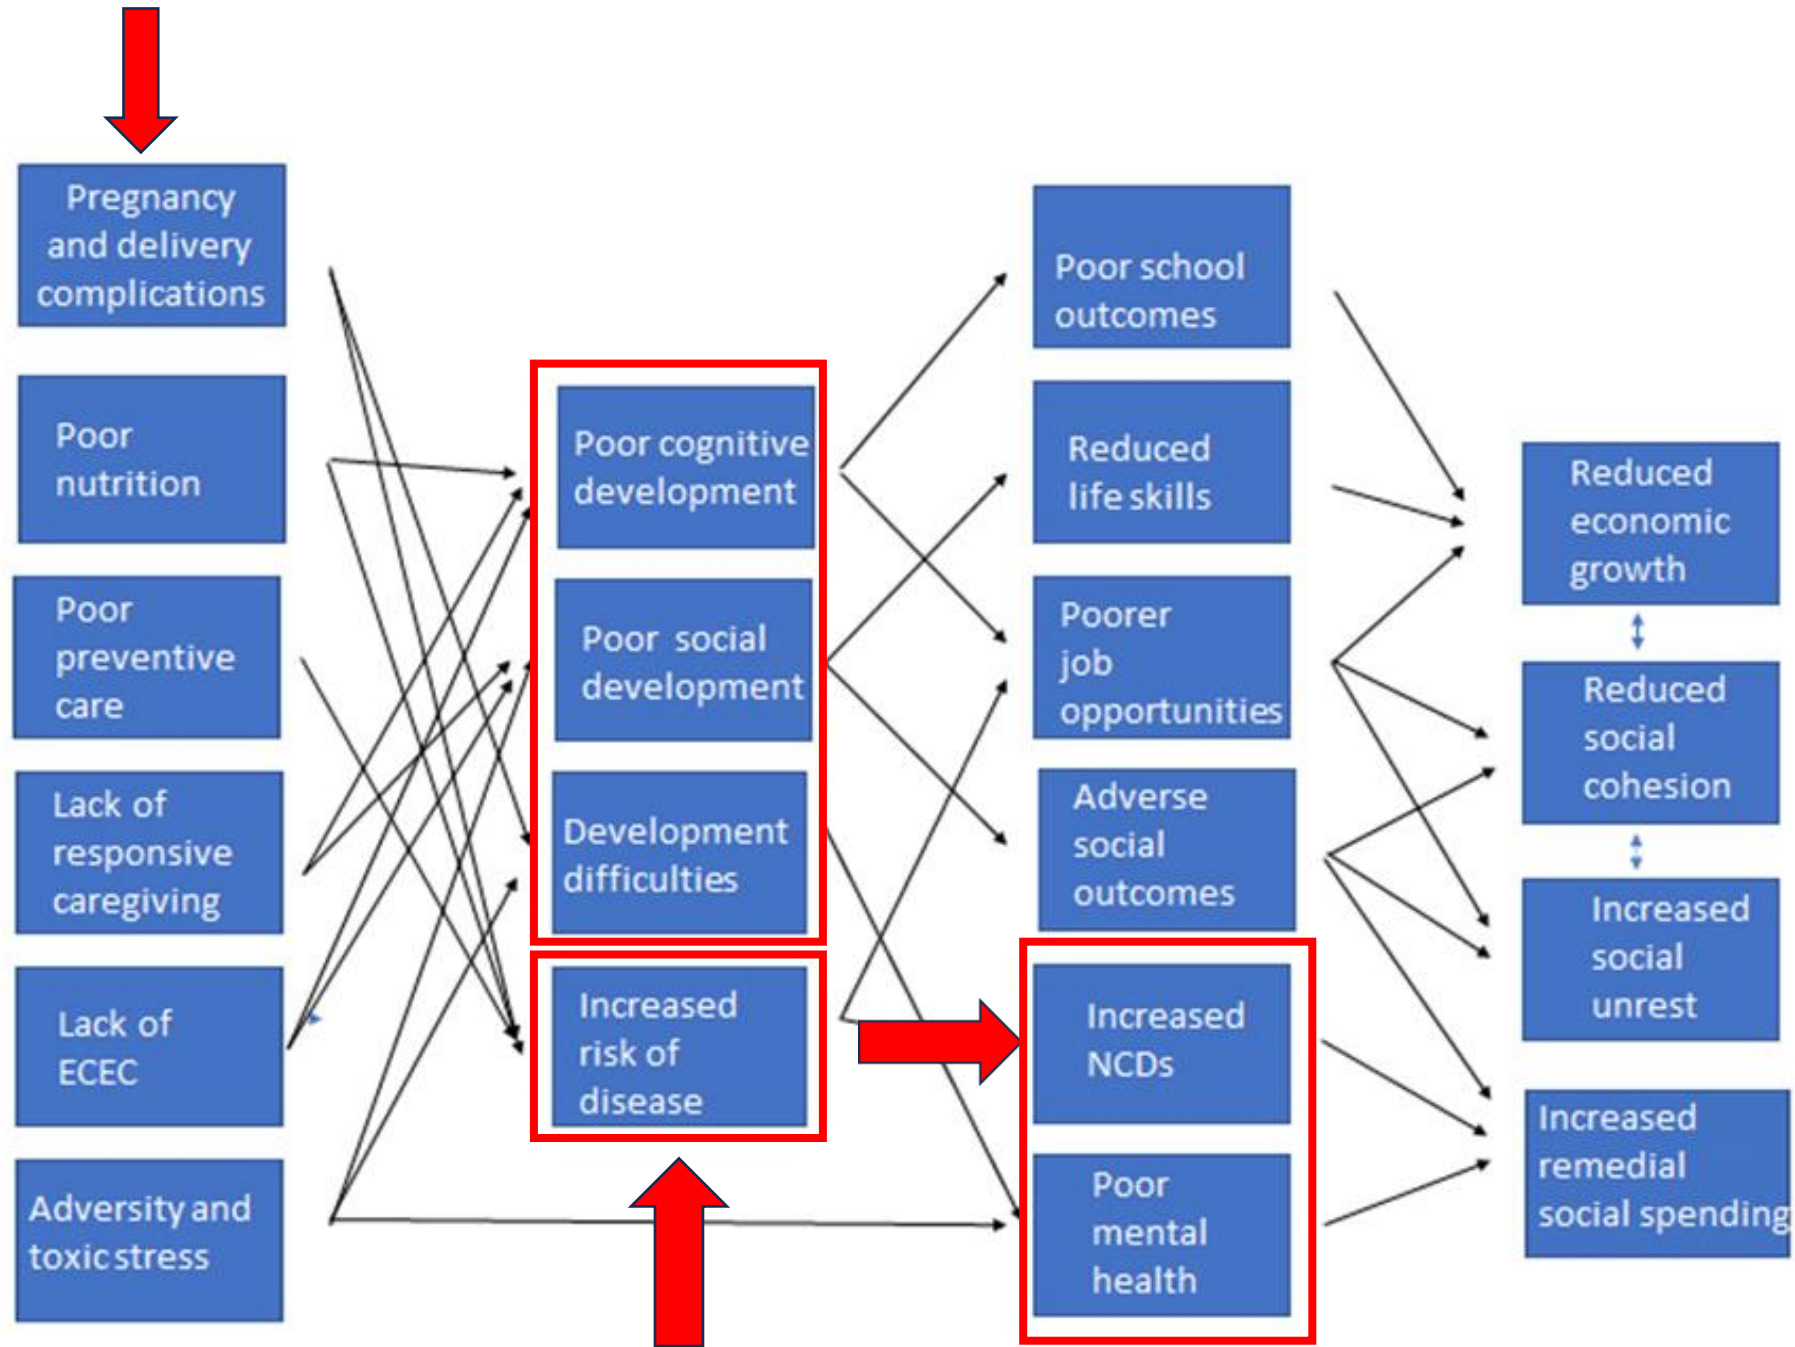 Pregnancy
and delivery
complications
Poor
nutrition
Poor
preventive
care
Lack of
responsive
caregiving
Lack of
ECEC
Adversity and
toxic stress
Poor cognitive
development
Poor social
development
Development
difficulties
Increased
risk of
disease
Poor school
outcomes
Reduced
life skills
Poorer
job
opportunities
Adverse
social
outcomes
Increased
NCDs
Poor
mental
health
Reduced
economic
growth
Reduced
social
cohesion
Increased
social
unrest
Increased
remedial
social spending